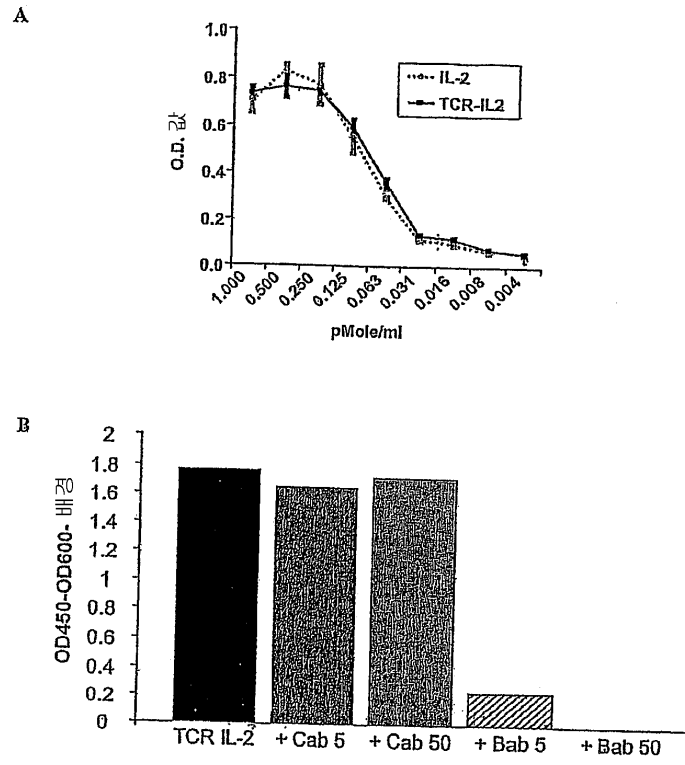 A
1.0
0.8
0.6
0.4
0.2
0.0
O.D. 값
IL-2
TCR-IL2
1.000
0.500
0.250
0.125
0.063
0.031
0.016
0.008
0.004
pMole/ml
B
2
1.8
1.6
1.4
1.2
1
0.8
0.6
0.4
0.2
0
OD450-OD600- 배경
TCR IL-2
+ Cab 5
+ Cab 50
+ Bab 5
+ Bab 50